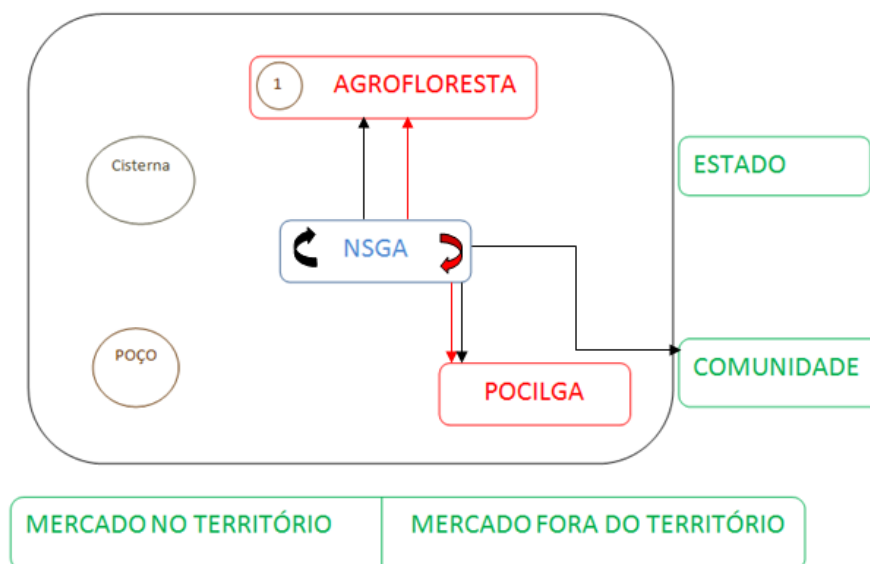 1 AGROFLORESTA
Cisterna
ESTADO
NSGA
POÇO
COMUNIDADE
POCILGA
MERCADO NO TERRITÓRIO
MERCADO FORA DO TERRITÓRIO